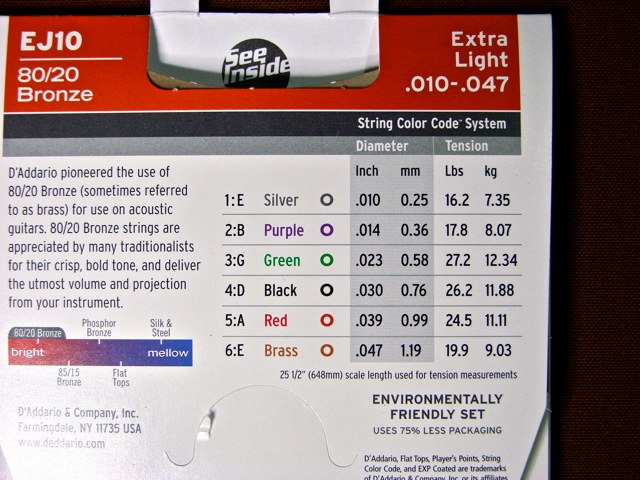 EJ10
80/20
Bronze
See
Inside
Extra
Light
.010-.047
String Color Code™ System
Diameter Tension
Inch mm Lbs kg
1:E Silver .010 0.25 16.2 7.35
2:B Purple .014 0.36 17.8 8.07
3:G Green .023 0.58 27.2 12.34
4:D Black .030 0.76 26.2 11.88
5:A Red .039 0.99 24.5 11.11
6:E Brass .047 1.19 19.9 9.03
25 1/2" (648mm) scale length used for tension measurements
D'Addario pioneered the use of
80/20 Bronze (sometimes referred
to as brass) for use on acoustic
guitars. 80/20 Bronze strings are
appreciated by many traditionalists
for their crisp, bold tone, and deliver
the utmost volume and projection
from your instrument.
80/20 Bronze Phosphor Bronze Silk & Steel
bright mellow
85/15 Bronze Flat Tops
D'Addario & Company, Inc.
Farmingdale, NY 11735 USA
www.daddario.com
ENVIRONMENTALLY
FRIENDLY SET
USES 75% LESS PACKAGING
D'Addario, Flat Tops, Player's Points, String
Color Code, and EXP Coated are trademarks
of D'Addario & Company, Inc. or its affiliates